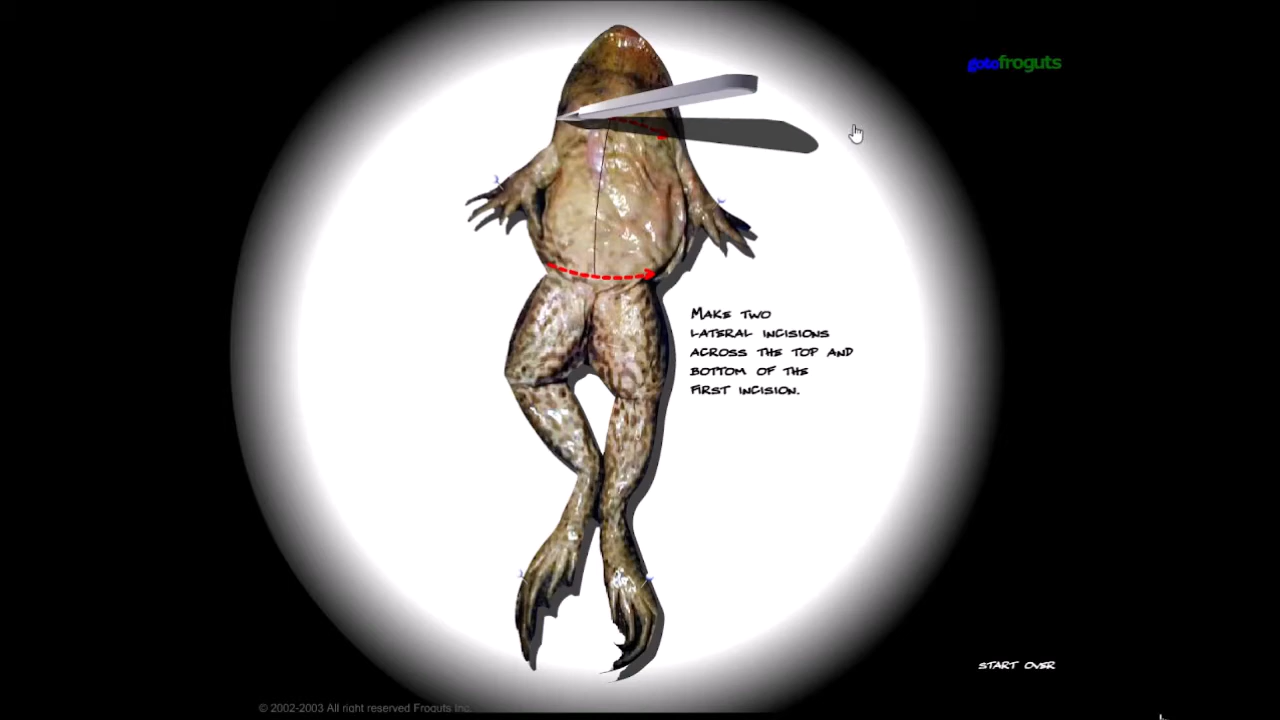 gotofroguts
MAKE TWO
LATERAL INCISIONS
ACROSS THE TOP AND
BOTTOM OF THE
FIRST INCISION.
START OVER
© 2002-2003 All right reserved Froguts Inc.